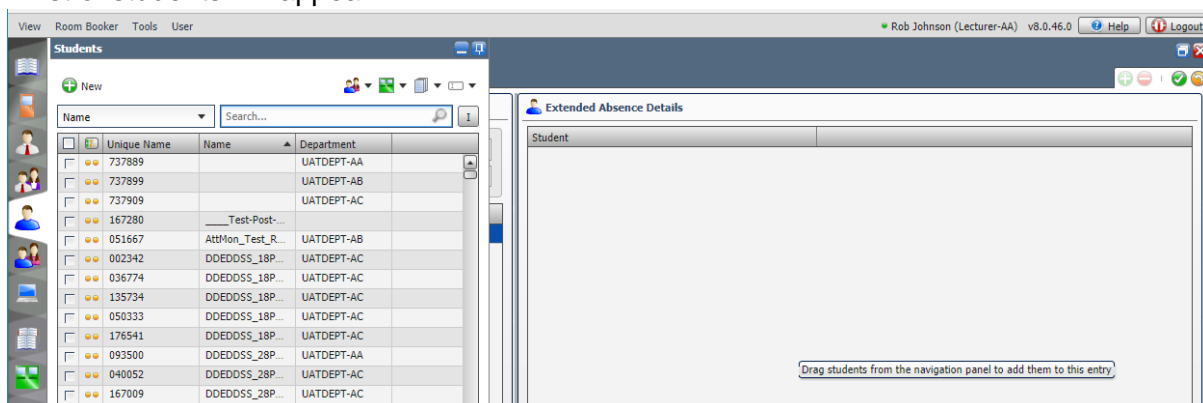 View Room Booker Tools User Rob Johnson (Lecturer-AA) v8.0.46.0 Help Logout
Students
New
Name Search... I
Unique Name Name Department
737889 UATDEPT-AA
737899 UATDEPT-AB
737909 UATDEPT-AC
167280 ____Test-Post-...
051667 AttMon_Test_R... UATDEPT-AB
002342 DDEDDSS_18P... UATDEPT-AC
036774 DDEDDSS_18P... UATDEPT-AC
135734 DDEDDSS_18P... UATDEPT-AC
050333 DDEDDSS_18P... UATDEPT-AC
176541 DDEDDSS_18P... UATDEPT-AC
093500 DDEDDSS_28P... UATDEPT-AA
040052 DDEDDSS_28P... UATDEPT-AC
167009 DDEDDSS_28P... UATDEPT-AC
Extended Absence Details
Student
Drag students from the navigation panel to add them to this entry